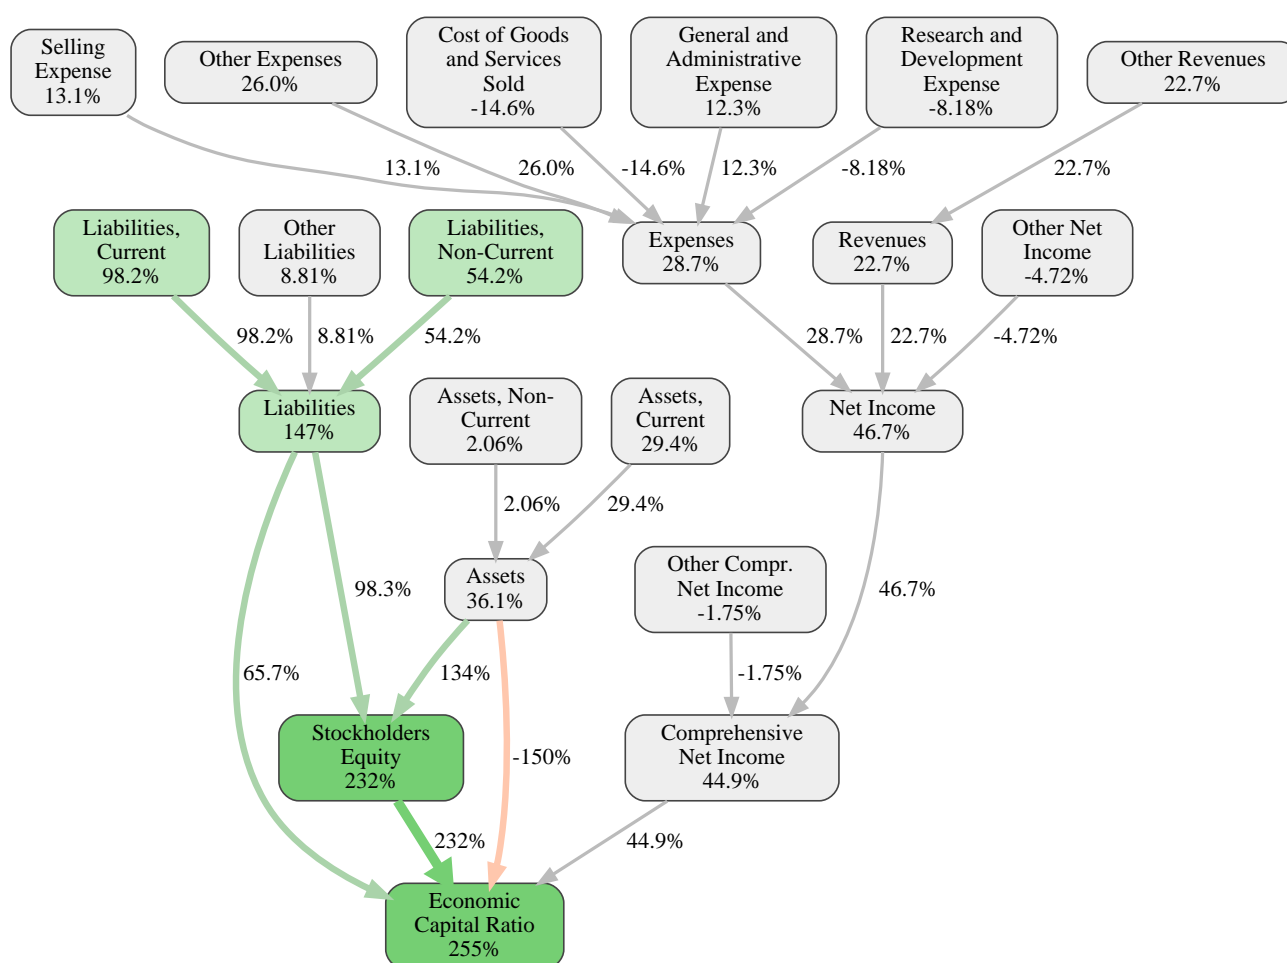 Selling
Expense
13.1%
Other Expenses
26.0%
Cost of Goods
and Services
Sold
-14.6%
General and
Administrative
Expense
12.3%
Research and
Development
Expense
-8.18%
Other Revenues
22.7%
13.1%
26.0%
-14.6%
12.3%
-8.18%
22.7%
Liabilities,
Current
98.2%
Other
Liabilities
8.81%
Liabilities,
Non-Current
54.2%
Expenses
28.7%
Revenues
22.7%
Other Net
Income
-4.72%
98.2%
8.81%
54.2%
28.7%
22.7%
-4.72%
Liabilities
147%
Assets, Non-
Current
2.06%
Assets,
Current
29.4%
Net Income
46.7%
2.06%
29.4%
Assets
36.1%
Other Compr.
Net Income
-1.75%
98.3%
46.7%
65.7%
134%
-1.75%
Stockholders
Equity
232%
-150%
Comprehensive
Net Income
44.9%
232%
44.9%
Economic
Capital Ratio
255%